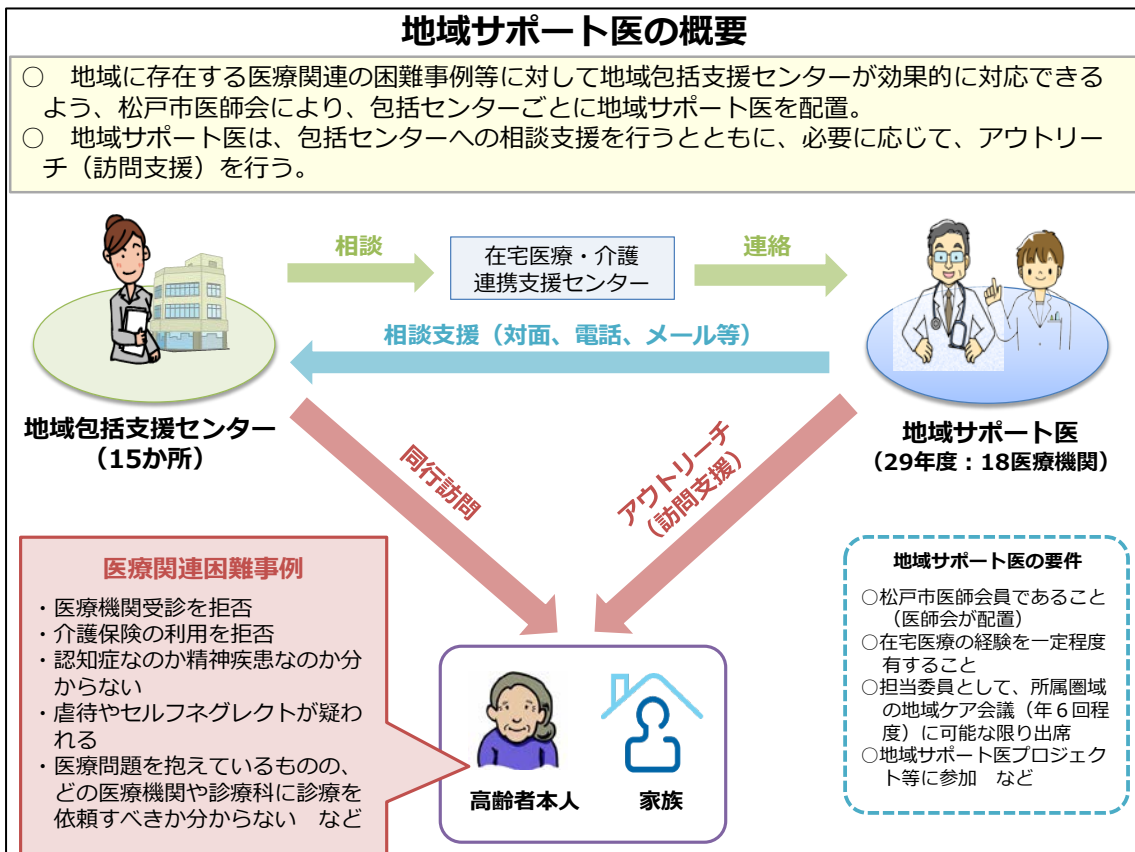 地域サポート医の概要
○　地域に存在する医療関連の困難事例等に対して地域包括支援センターが効果的に対応できる
よう、松戸市医師会により、包括センターごとに地域サポート医を配置。
○　地域サポート医は、包括センターへの相談支援を行うとともに、必要に応じて、アウトリー
チ（訪問支援）を行う。
相談
在宅医療・介護
連携支援センター
連絡
相談支援（対面、電話、メール等）
地域包括支援センター
（15か所）
地域サポート医
（29年度：18医療機関）
同行訪問
アウトリーチ
（訪問支援）
医療関連困難事例
・医療機関受診を拒否
・介護保険の利用を拒否
・認知症なのか精神疾患なのか分
からない
・虐待やセルフネグレクトが疑わ
れる
・医療問題を抱えているものの、
どの医療機関や診療科に診療を
依頼すべきか分からない　など
高齢者本人
家族
地域サポート医の要件
○松戸市医師会員であること
（医師会が配置）
○在宅医療の経験を一定程度
有すること
○担当委員として、所属圏域
の地域ケア会議（年６回程
度）に可能な限り出席
○地域サポート医プロジェク
ト等に参加　など